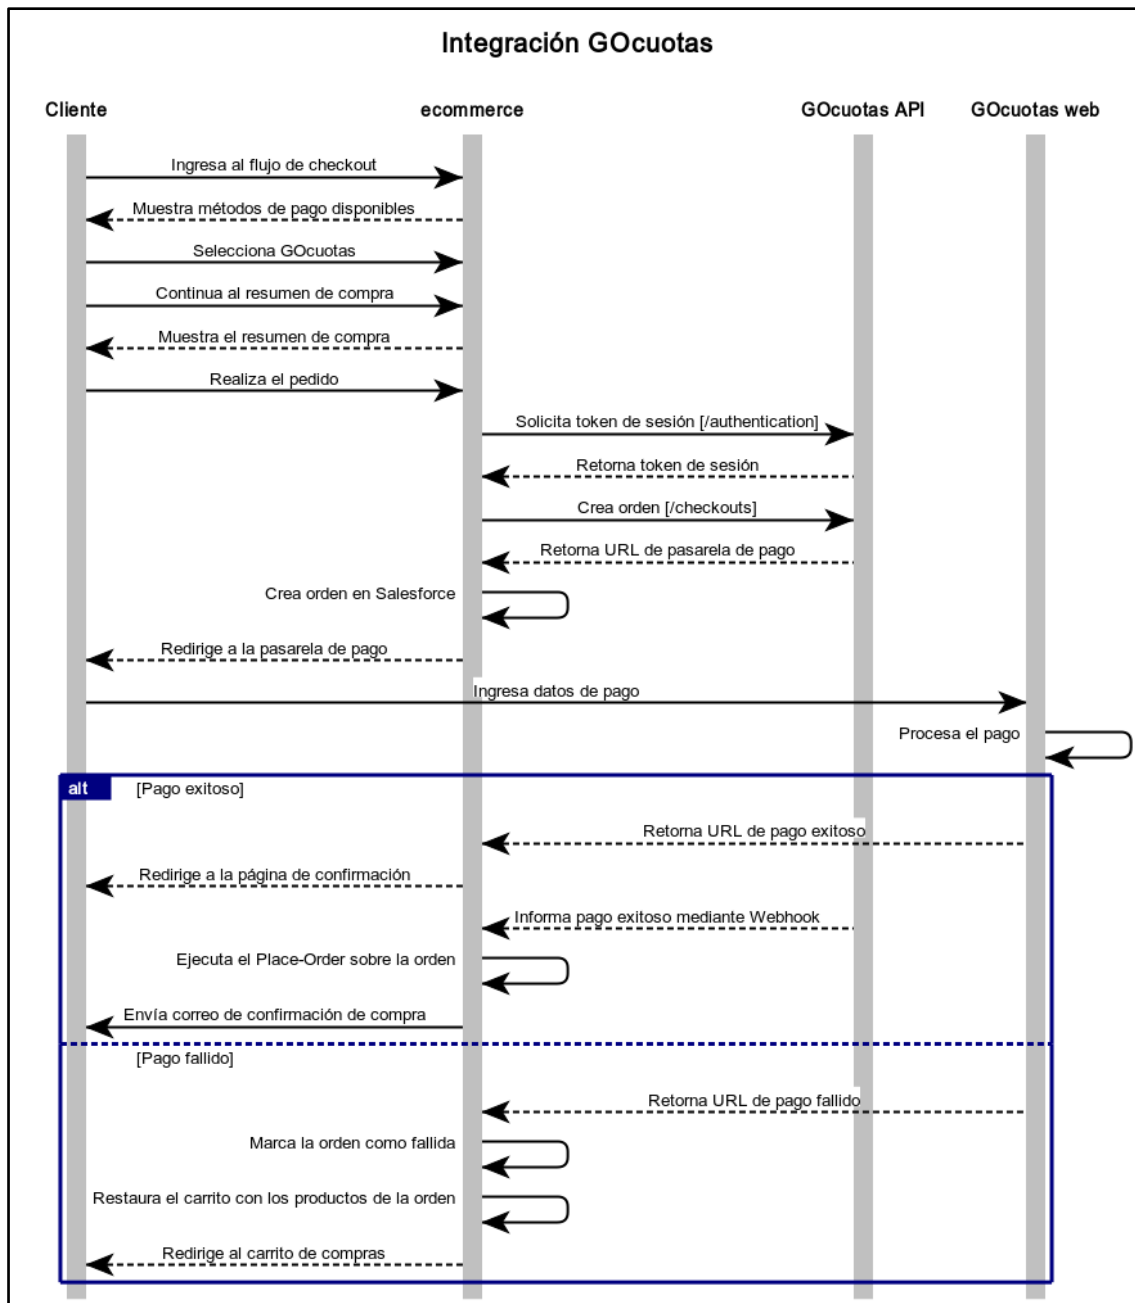 Integración GOcuotas
Cliente
ecommerce
GOcuotas API
GOcuotas web
Ingresa al flujo de checkout
Muestra métodos de pago disponibles
Selecciona GOcuotas
Continua al resumen de compra
Muestra el resumen de compra
Realiza el pedido
Solicita token de sesión [/authentication]
Retorna token de sesión
Crea orden [/checkouts]
Retorna URL de pasarela de pago
Crea orden en Salesforce
Redirige a la pasarela de pago
Ingresa datos de pago
Procesa el pago
alt
[Pago exitoso]
Retorna URL de pago exitoso
Redirige a la página de confirmación
Informa pago exitoso mediante Webhook
Ejecuta el Place-Order sobre la orden
Envía correo de confirmación de compra
[Pago fallido]
Retorna URL de pago fallido
Marca la orden como fallida
Restaura el carrito con los productos de la orden
Redirige al carrito de compras